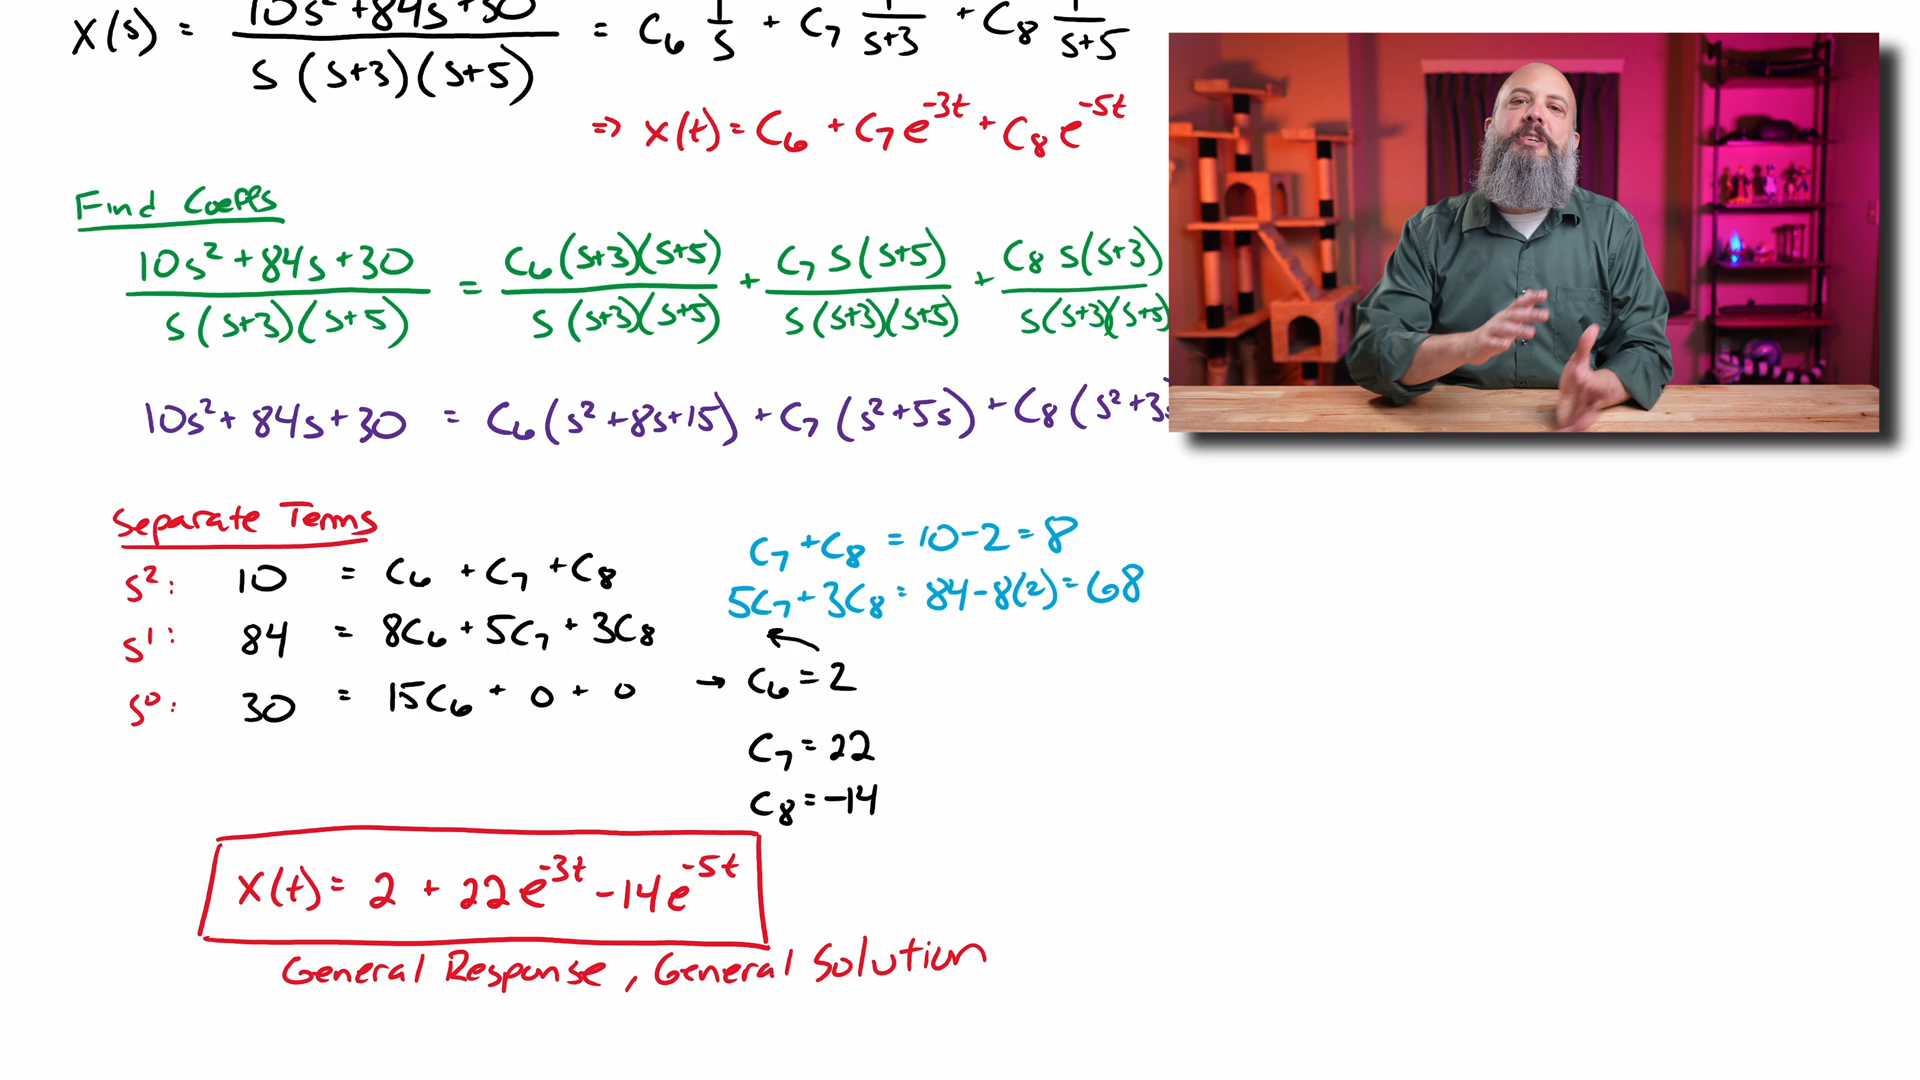 X(s) = 10s² + 84s + 30 / s(s+3)(s+5) = C₆ 1/s + C₇ 1/s+3 + C₈ 1/s+5
⇒ x(t) = C₆ + C₇e^-3t + C₈e^-5t
Find Coeffs
10s² + 84s + 30 / s(s+3)(s+5) = C₆(s+3)(s+5) / s(s+3)(s+5) + C₇ s(s+5) / s(s+3)(s+5) + C₈ s(s+3) / s(s+3)(s+5)
10s² + 84s + 30 = C₆(s² + 8s + 15) + C₇(s² + 5s) + C₈(s² + 3s
Separate Terms
s²: 10 = C₆ + C₇ + C₈
s¹: 84 = 8C₆ + 5C₇ + 3C₈
s⁰: 30 = 15C₆ + 0 + 0
C₇ + C₈ = 10 - 2 = 8
5C₇ + 3C₈ = 84 - 8(2) = 68
→ C₆ = 2
C₇ = 22
C₈ = -14
x(t) = 2 + 22e^-3t - 14e^-5t
General Response, General Solution